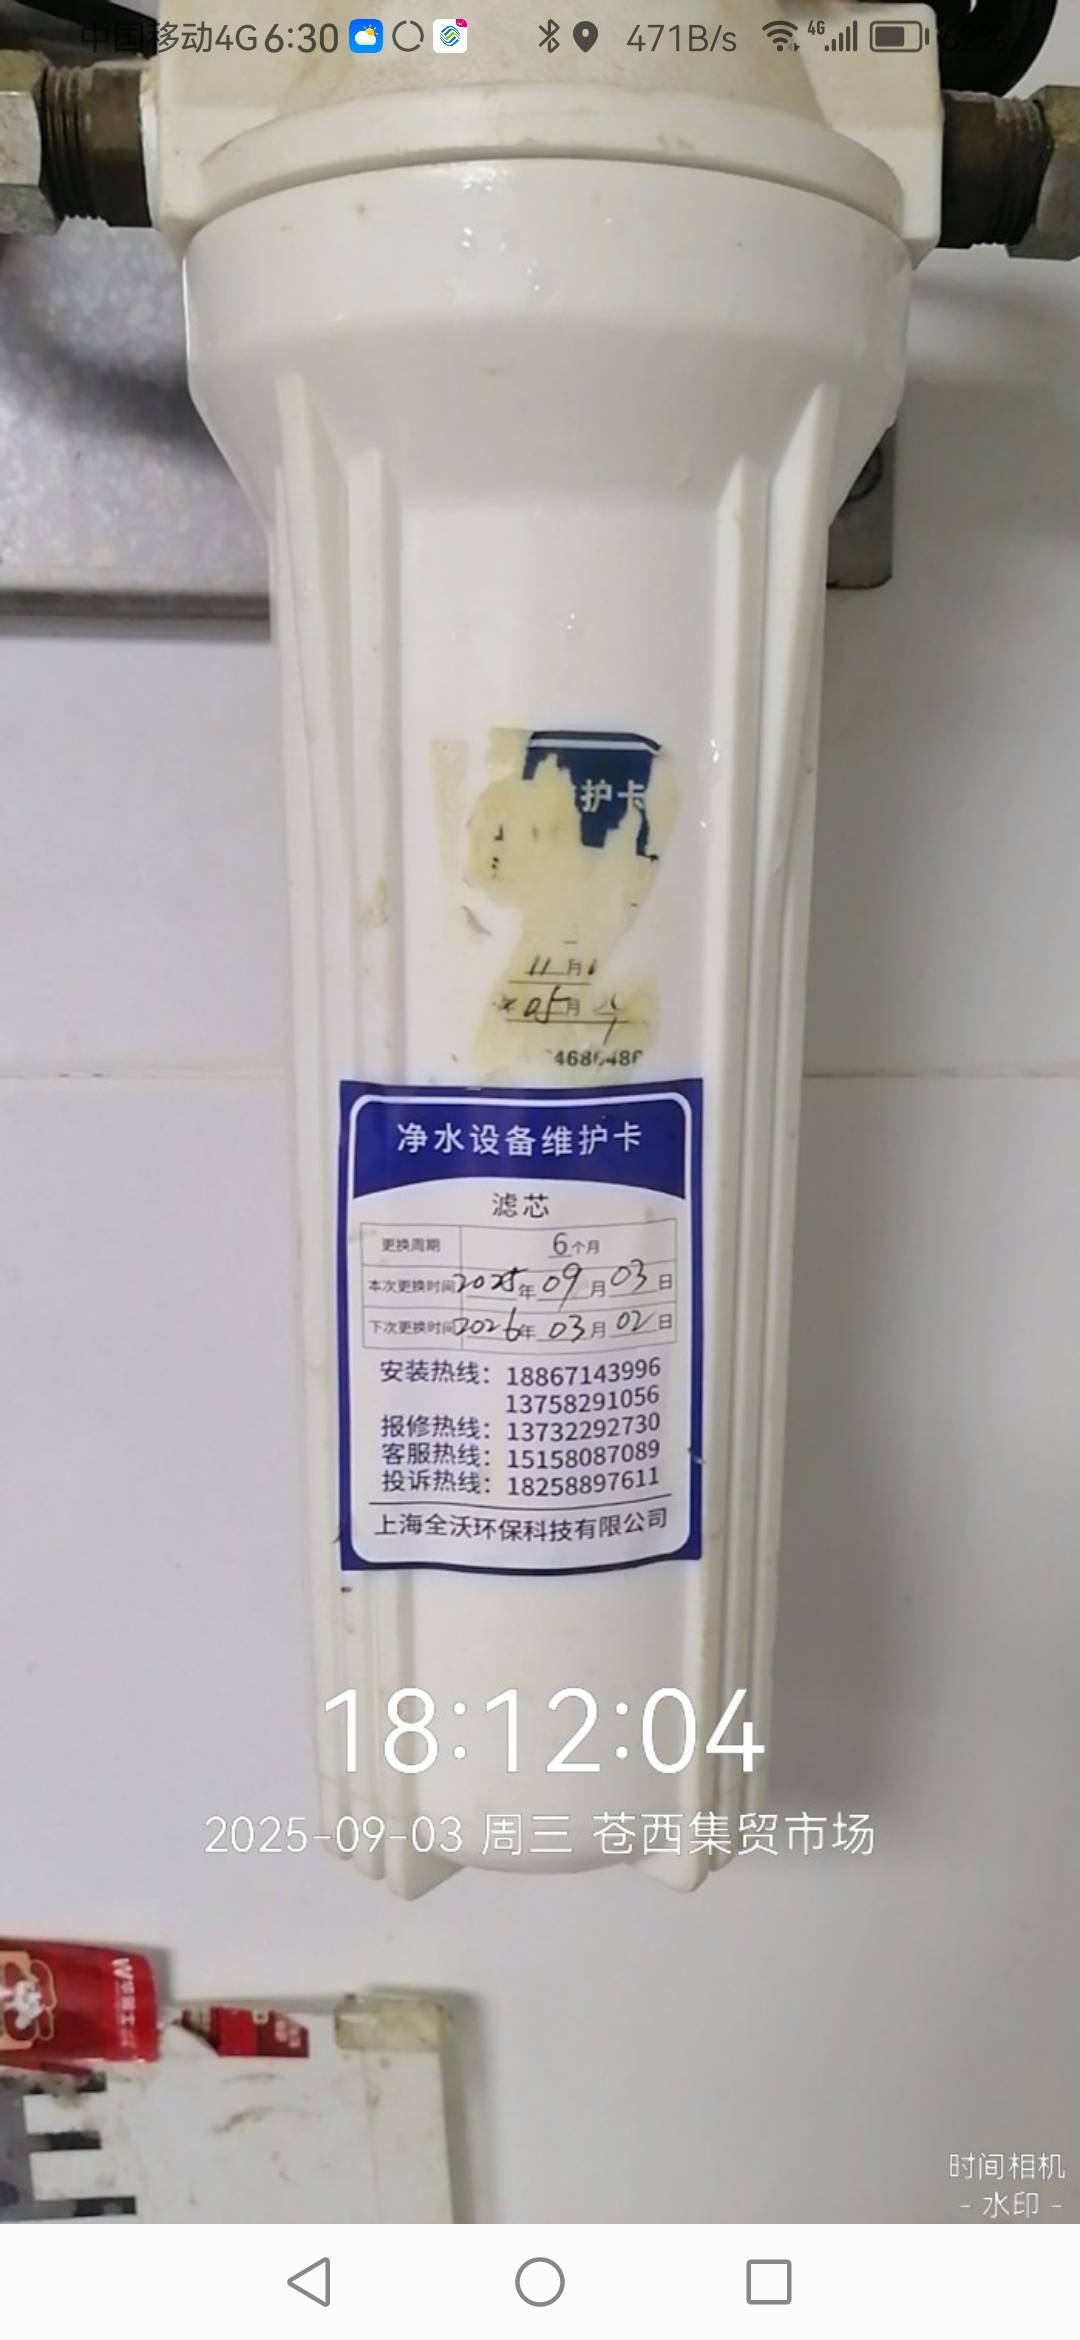 中国移动4G 6:30 471B/s 4G
护卡
11月
05月
净水设备维护卡
滤芯
更换周期 6个月
本次更换时间 2025年09月03日
下次更换时间 2026年03月02日
安装热线：18867143996
13758291056
报修热线：13732292730
客服热线：15158087089
投诉热线：18258897611
上海全沃环保科技有限公司
18:12:04
2025-09-03 周三 苍西集贸市场
时间相机
- 水印 -